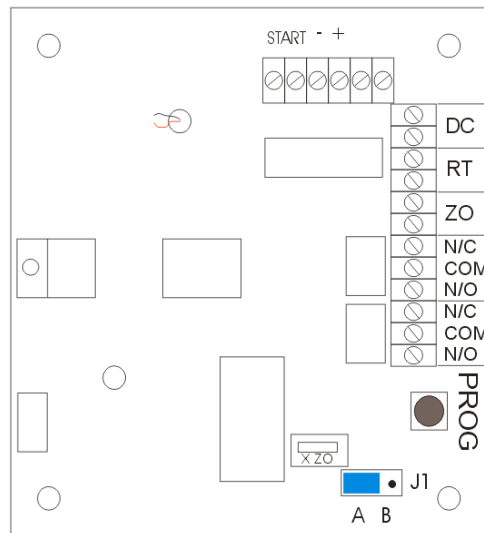 START - +
DC
RT
ZO
N/C
COM
N/O
N/C
COM
N/O
PROG
X ZO
J1
A B